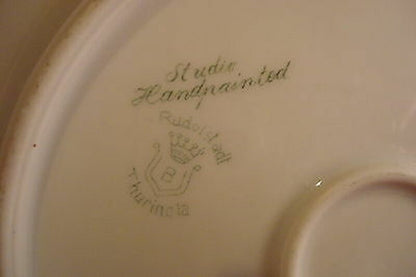 Studio
Handpainted
Rudolstadt
B
Thuringia